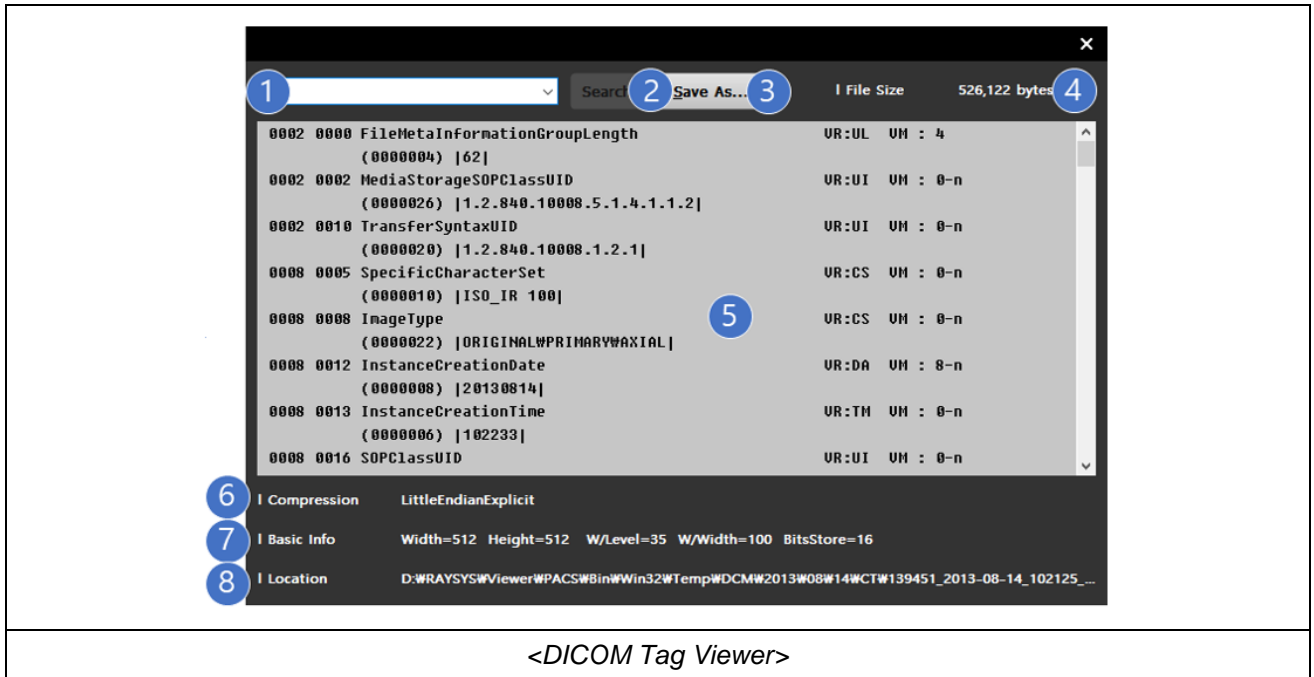 ×
1 Search 2 Save As... 3 I File Size 526,122 bytes 4
0002 0000 FileMetaInformationGroupLength VR:UL VM : 4
(0000004) |62|
0002 0002 MediaStorageSOPClassUID VR:UI VM : 0-n
(0000026) |1.2.840.10008.5.1.4.1.1.2|
0002 0010 TransferSyntaxUID VR:UI VM : 0-n
(0000020) |1.2.840.10008.1.2.1|
0008 0005 SpecificCharacterSet VR:CS VM : 0-n
(0000010) |ISO_IR 100|
0008 0008 ImageType VR:CS VM : 0-n
(0000022) |ORIGINAL₩PRIMARY₩AXIAL|
5
0008 0012 InstanceCreationDate VR:DA VM : 8-n
(0000008) |20130814|
0008 0013 InstanceCreationTime VR:TM VM : 0-n
(0000006) |102233|
0008 0016 SOPClassUID VR:UI VM : 0-n
6 I Compression LittleEndianExplicit
7 I Basic Info Width=512 Height=512 W/Level=35 W/Width=100 BitsStore=16
8 I Location D:₩RAYSYS₩Viewer₩PACS₩Bin₩Win32₩Temp₩DCM₩2013₩08₩14₩CT₩139451_2013-08-14_102125_...
<DICOM Tag Viewer>